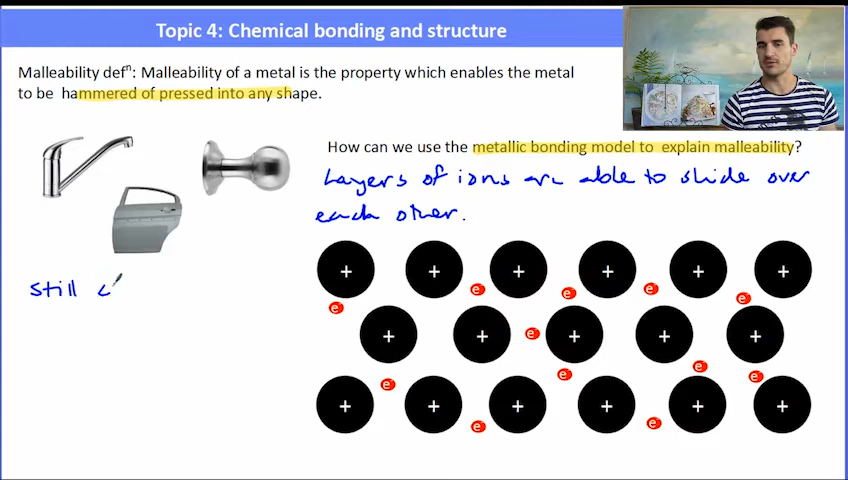 Topic 4: Chemical bonding and structure
Malleability defⁿ: Malleability of a metal is the property which enables the metal
to be hammered of pressed into any shape.
How can we use the metallic bonding model to explain malleability?
Layers of ions are able to slide over
each other.
Still
+ + + + + +
e e e e e
+ + + + +
e
e e e e
+ + + + + +
e e